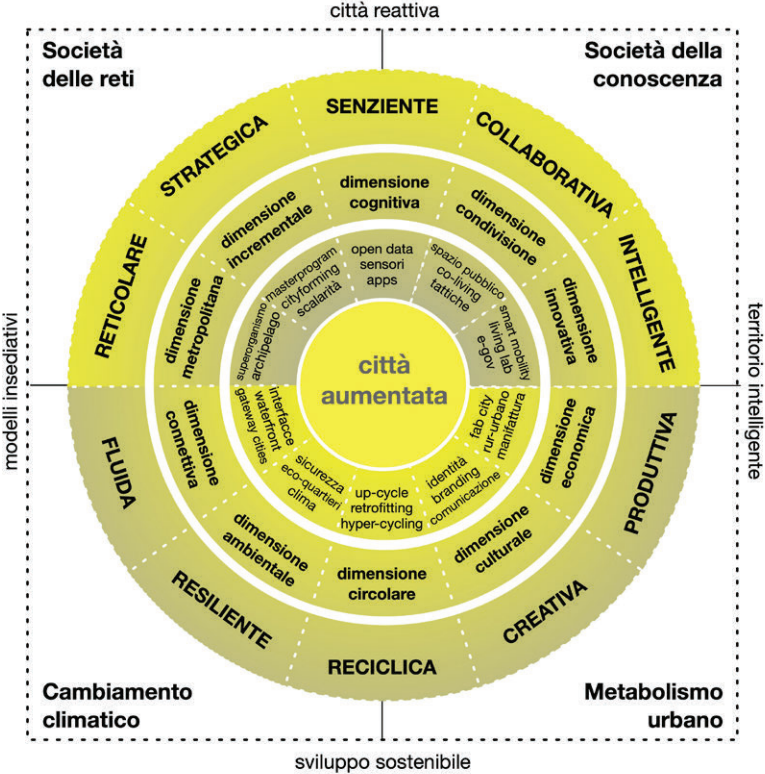 città reattiva
Società
delle reti
Società della
conoscenza
SENZIENTE
STRATEGICA
COLLABORATIVA
RETICOLARE
INTELLIGENTE
dimensione
cognitiva
dimensione
incrementale
dimensione
condivisione
dimensione
metropolitana
dimensione
innovativa
open data
sensori
apps
masterprogram
cityforming
scalarità
spazio pubblico
co-living
tattiche
superorganismo
archipelago
smart mobility
living lab
e-gov
città
aumentata
modelli insediativi
territorio intelligente
interfacce
waterfront
gateway cities
fab city
rur-urbano
manifattura
sicurezza
eco-quartieri
clima
up-cycle
retrofitting
hyper-cycling
identità
branding
comunicazione
dimensione
connettiva
dimensione
economica
dimensione
ambientale
dimensione
circolare
dimensione
culturale
FLUIDA
PRODUTTIVA
RESILIENTE
RECICLICA
CREATIVA
Cambiamento
climatico
Metabolismo
urbano
sviluppo sostenibile